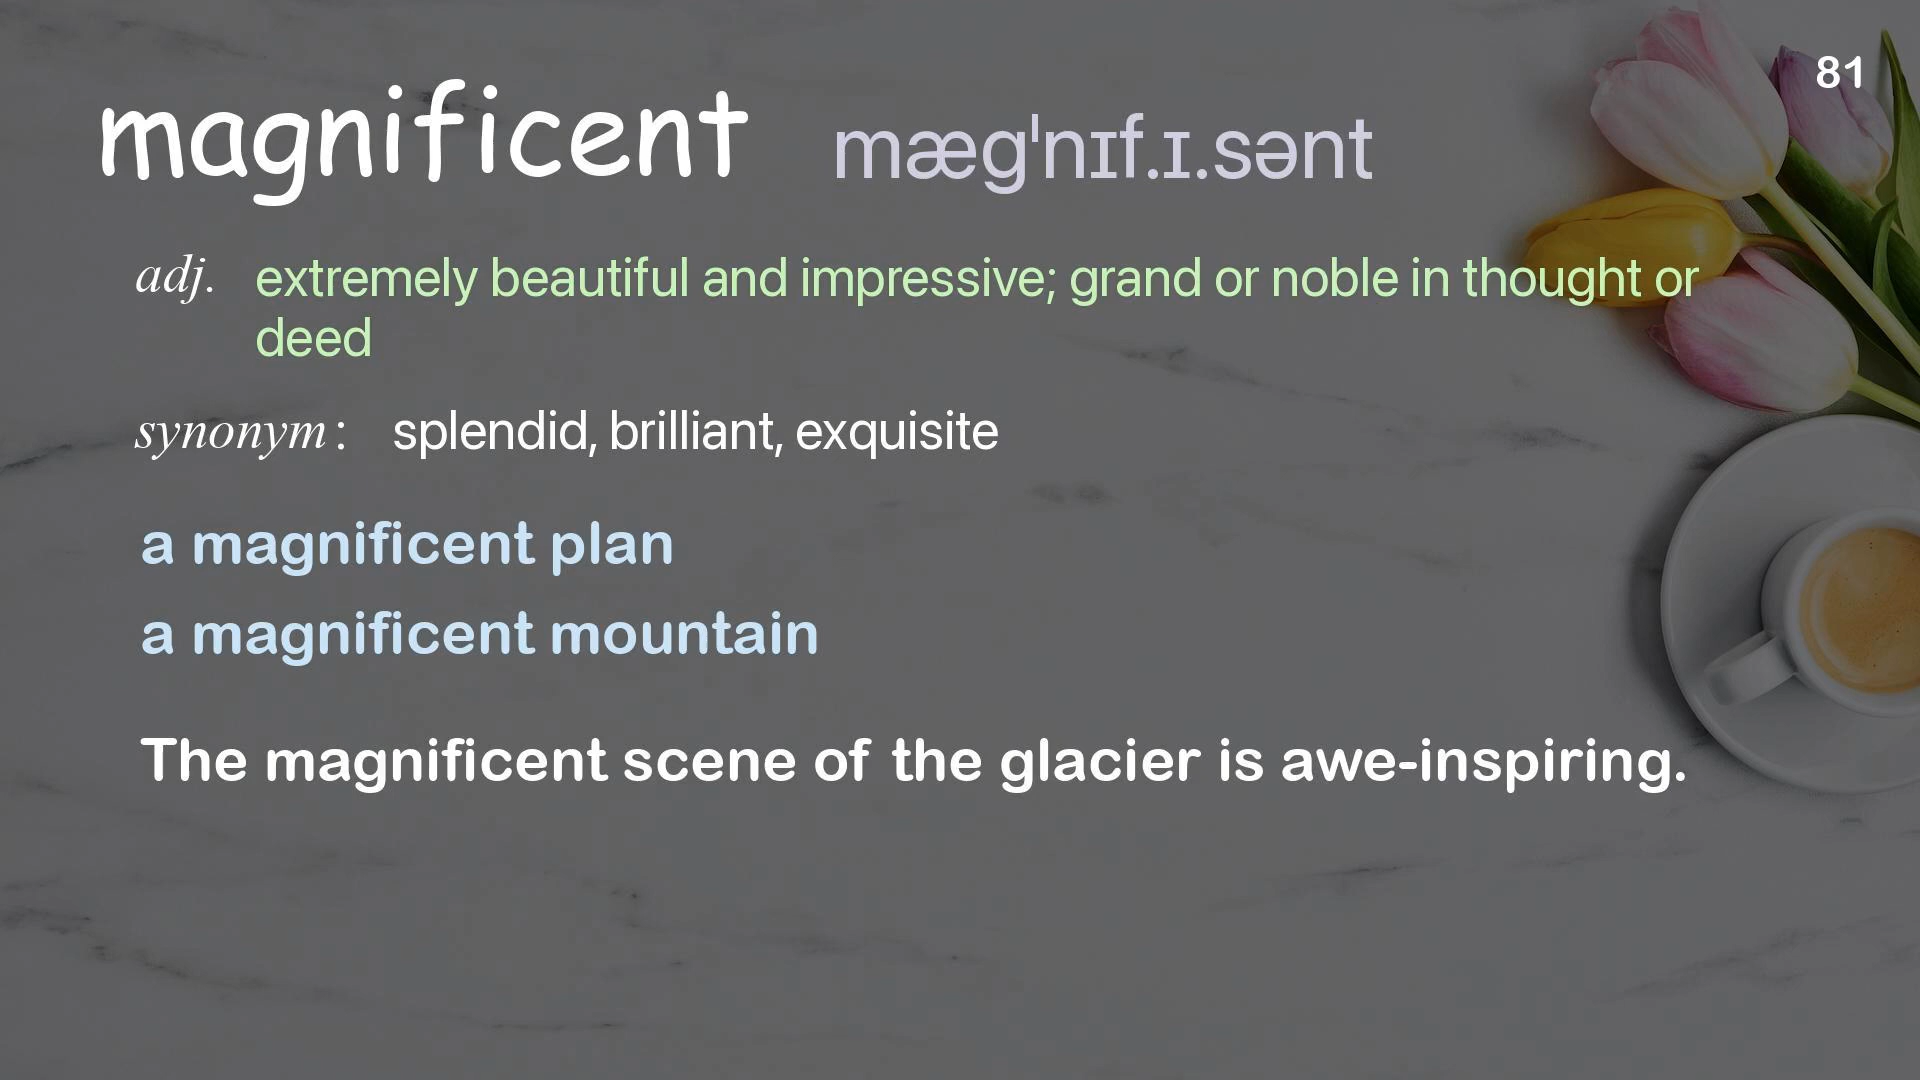 81
magnificent mægˈnɪf.ɪ.sənt
adj. extremely beautiful and impressive; grand or noble in thought or
deed
synonym: splendid, brilliant, exquisite
a magnificent plan
a magnificent mountain
The magnificent scene of the glacier is awe-inspiring.